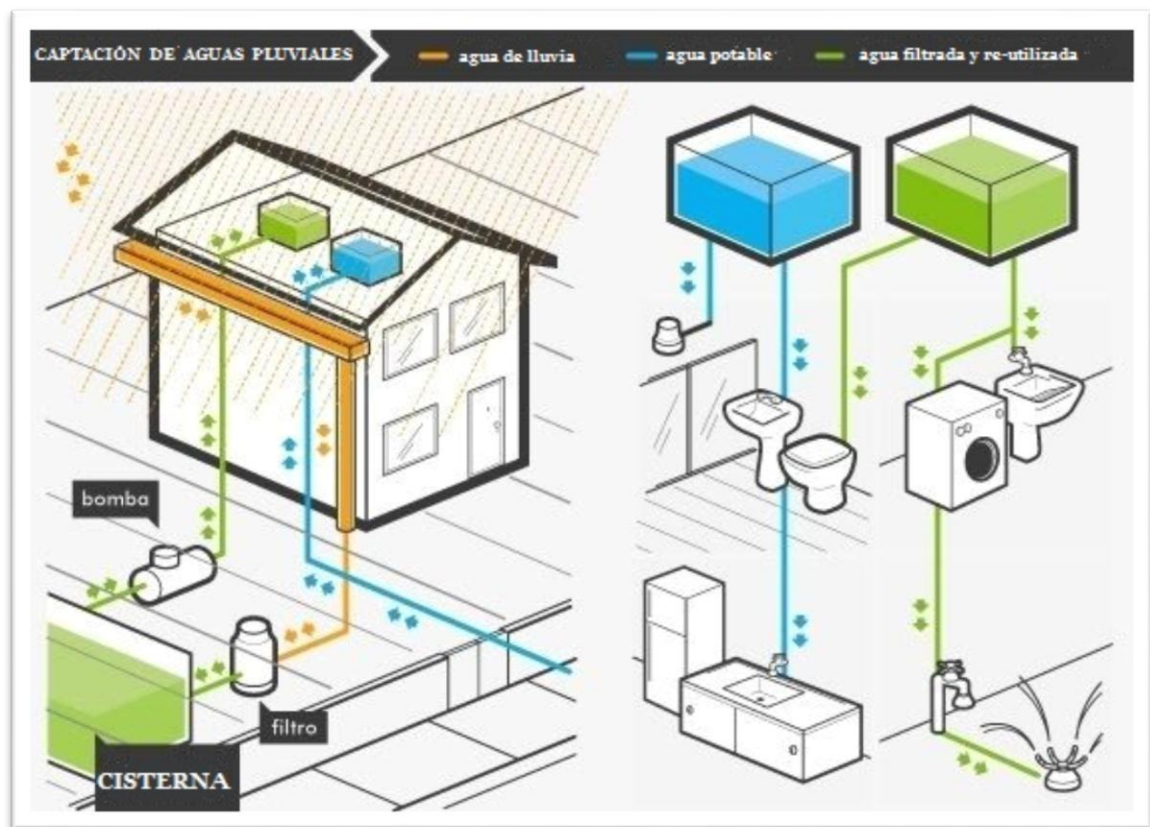 CAPTACIÓN DE AGUAS PLUVIALES
agua de lluvia
agua potable
agua filtrada y re-utilizada
bomba
filtro
CISTERNA